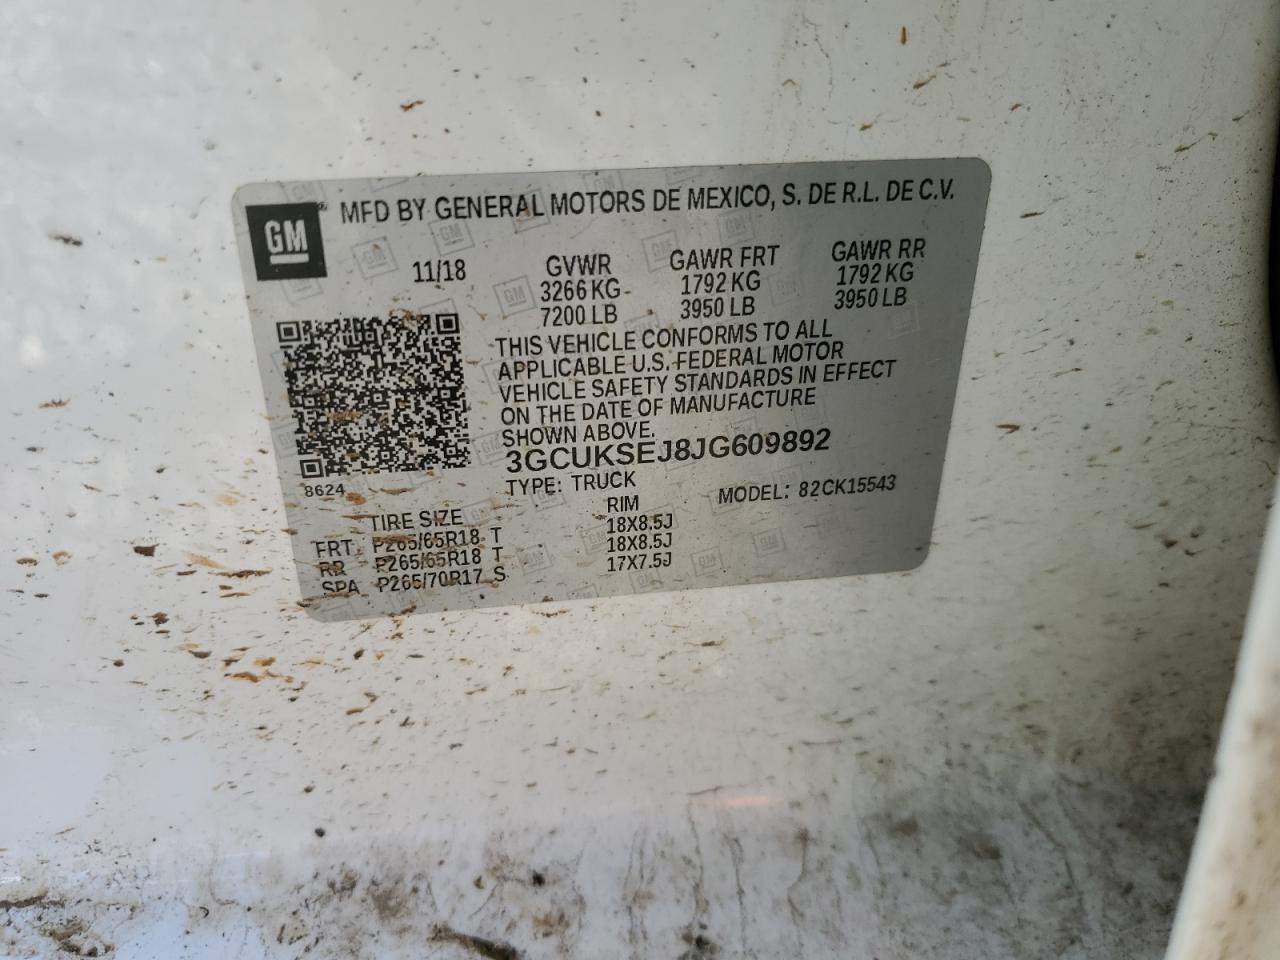 GM
MFD BY GENERAL MOTORS DE MEXICO, S. DE R.L. DE C.V.
11/18 GVWR GAWR FRT GAWR RR
3266 KG 1792 KG 1792 KG
7200 LB 3950 LB 3950 LB
THIS VEHICLE CONFORMS TO ALL
APPLICABLE U.S. FEDERAL MOTOR
VEHICLE SAFETY STANDARDS IN EFFECT
ON THE DATE OF MANUFACTURE
SHOWN ABOVE.
3GCUKSEJ8JG609892
8624
TYPE: TRUCK MODEL: 82CK15543
TIRE SIZE RIM
FRT P265/65R18 T 18X8.5J
RR P265/65R18 T 18X8.5J
SPA P265/70R17 S 17X7.5J